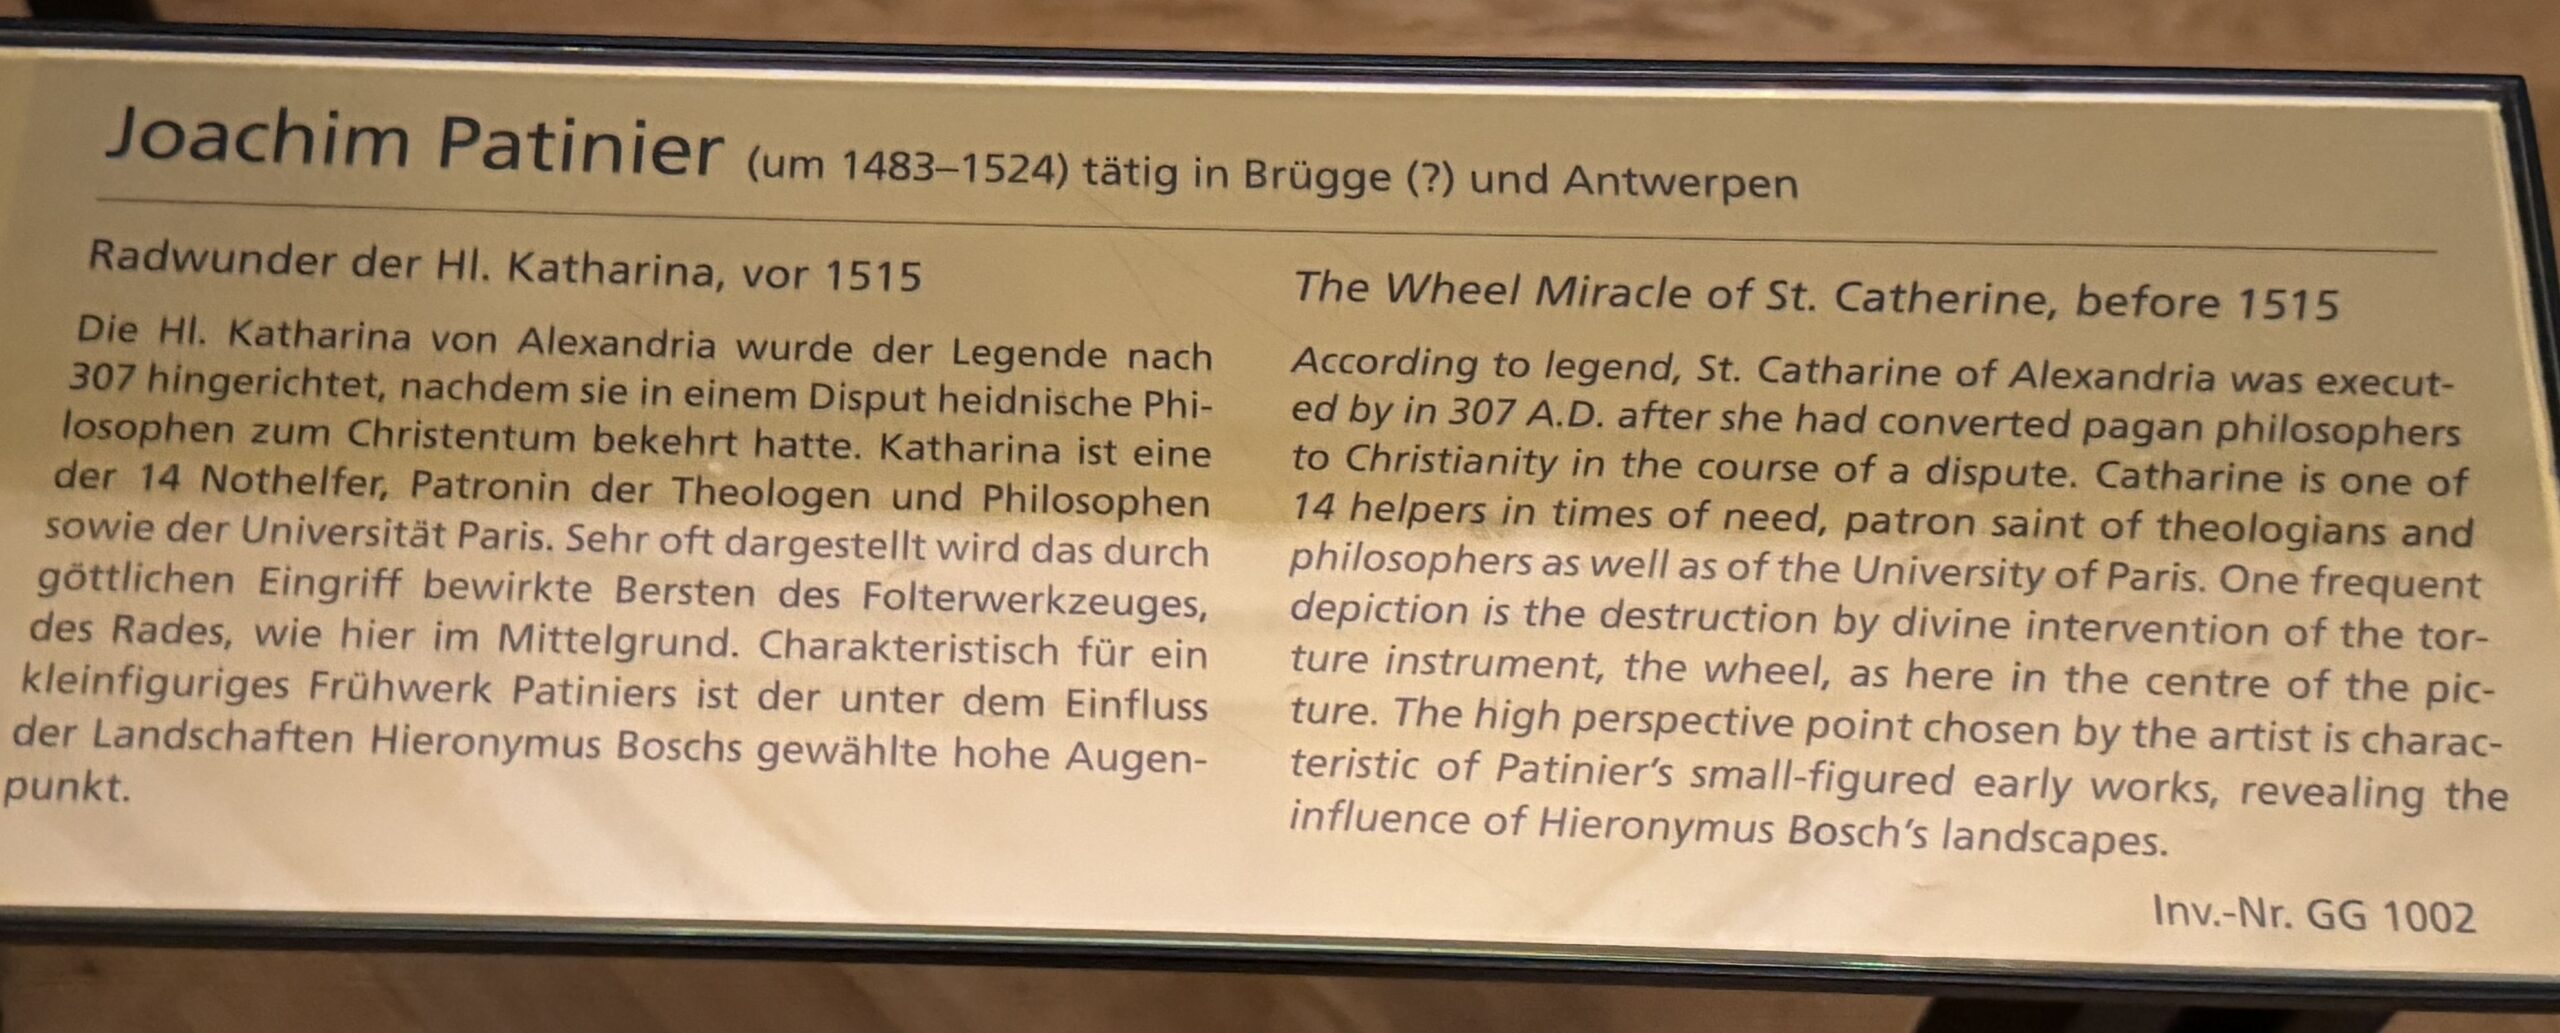 Joachim Patinier (um 1483–1524) tätig in Brügge (?) und Antwerpen
Radwunder der Hl. Katharina, vor 1515
Die Hl. Katharina von Alexandria wurde der Legende nach
307 hingerichtet, nachdem sie in einem Disput heidnische Phi-
losophen zum Christentum bekehrt hatte. Katharina ist eine
der 14 Nothelfer, Patronin der Theologen und Philosophen
sowie der Universität Paris. Sehr oft dargestellt wird das durch
göttlichen Eingriff bewirkte Bersten des Folterwerkzeuges,
des Rades, wie hier im Mittelgrund. Charakteristisch für ein
kleinfiguriges Frühwerk Patiniers ist der unter dem Einfluss
der Landschaften Hieronymus Boschs gewählte hohe Augen-
punkt.
The Wheel Miracle of St. Catherine, before 1515
According to legend, St. Catharine of Alexandria was execut-
ed by in 307 A.D. after she had converted pagan philosophers
to Christianity in the course of a dispute. Catharine is one of
14 helpers in times of need, patron saint of theologians and
philosophers as well as of the University of Paris. One frequent
depiction is the destruction by divine intervention of the tor-
ture instrument, the wheel, as here in the centre of the pic-
ture. The high perspective point chosen by the artist is charac-
teristic of Patinier’s small-figured early works, revealing the
influence of Hieronymus Bosch’s landscapes.
Inv.-Nr. GG 1002